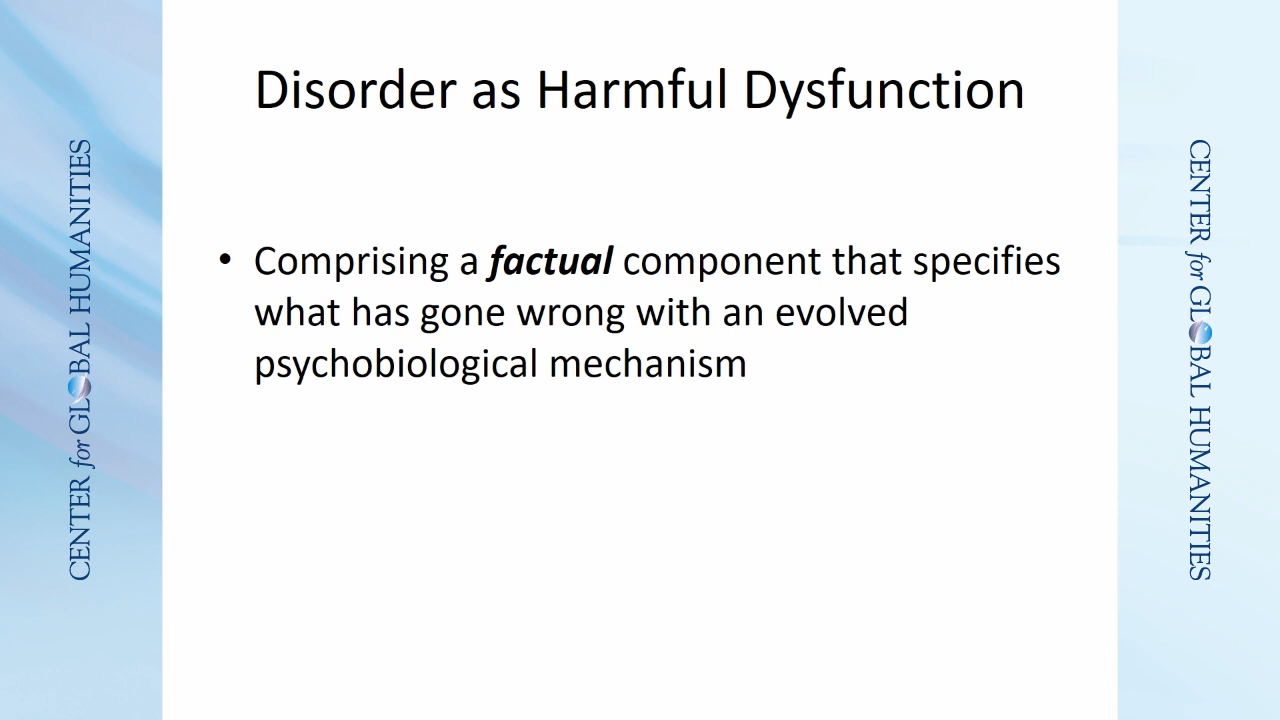 Disorder as Harmful Dysfunction
• Comprising a factual component that specifies
what has gone wrong with an evolved
psychobiological mechanism
CENTER for GLOBAL HUMANITIES
CENTER for GLOBAL HUMANITIES